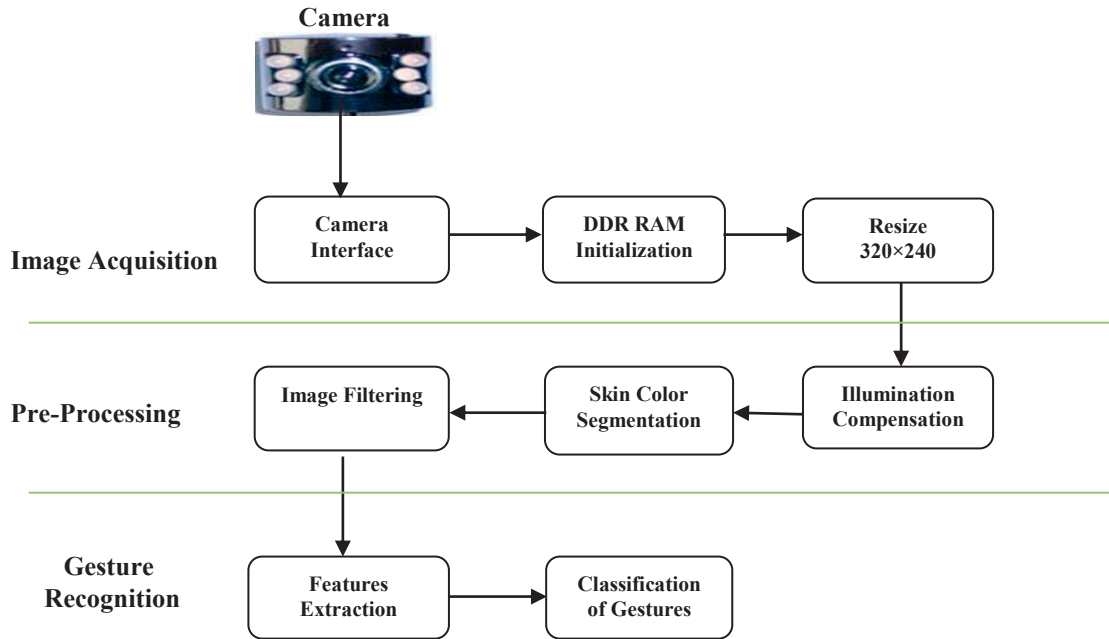 Camera
Camera
Interface
DDR RAM
Initialization
Resize
320×240
Image Acquisition
Image Filtering
Skin Color
Segmentation
Illumination
Compensation
Pre-Processing
Gesture
Recognition
Features
Extraction
Classification
of Gestures